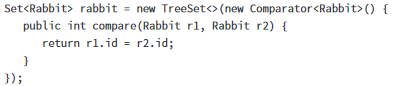 Set<Rabbit> rabbit = new TreeSet<>(new Comparator<Rabbit>() {
   public int compare(Rabbit r1, Rabbit r2) {
      return r1.id = r2.id;
   }
});